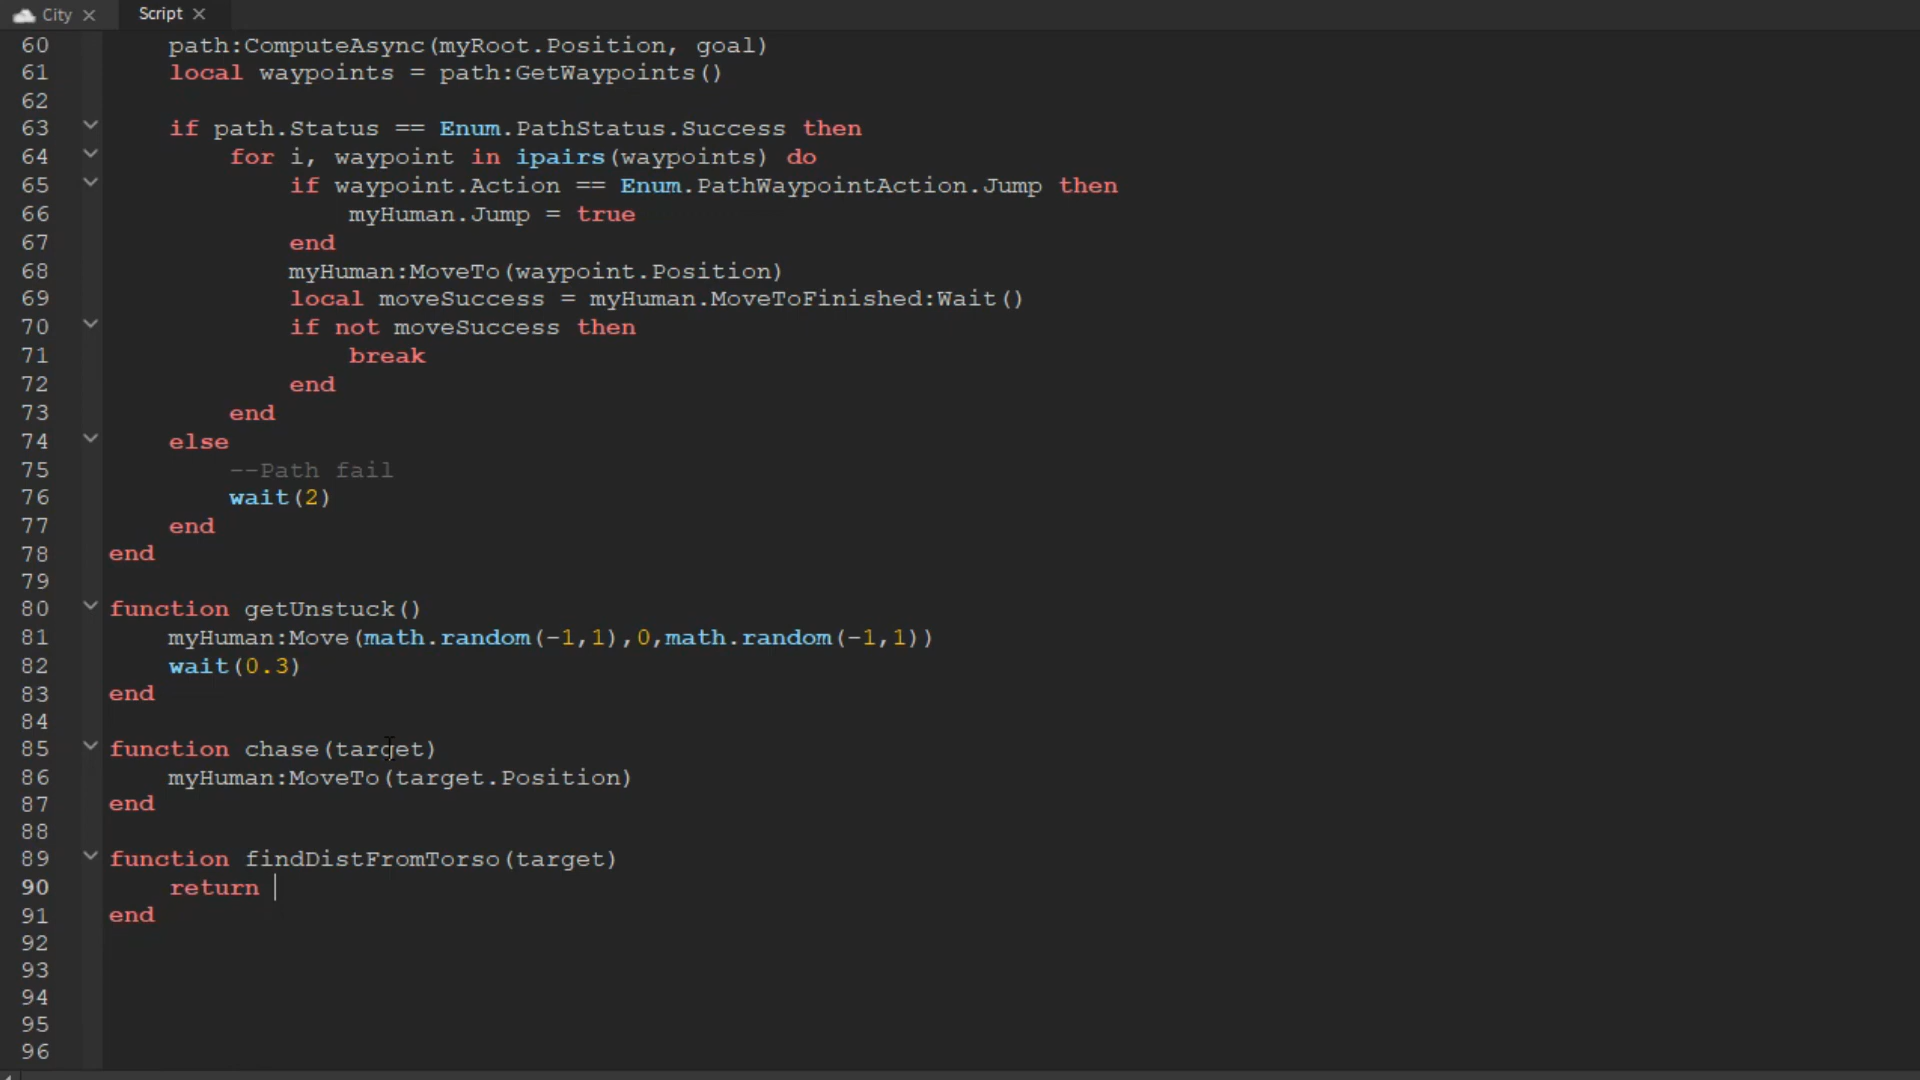 City
Script
60 path:ComputeAsync(myRoot.Position, goal)
61 local waypoints = path:GetWaypoints()
62
63 if path.Status == Enum.PathStatus.Success then
64 for i, waypoint in ipairs(waypoints) do
65 if waypoint.Action == Enum.PathWaypointAction.Jump then
66 myHuman.Jump = true
67 end
68 myHuman:MoveTo(waypoint.Position)
69 local moveSuccess = myHuman.MoveToFinished:Wait()
70 if not moveSuccess then
71 break
72 end
73 end
74 else
75 --Path fail
76 wait(2)
77 end
78 end
79
80 function getUnstuck()
81 myHuman:Move(math.random(-1,1),0,math.random(-1,1))
82 wait(0.3)
83 end
84
85 function chase(target)
86 myHuman:MoveTo(target.Position)
87 end
88
89 function findDistFromTorso(target)
90 return
91 end
92
93
94
95
96